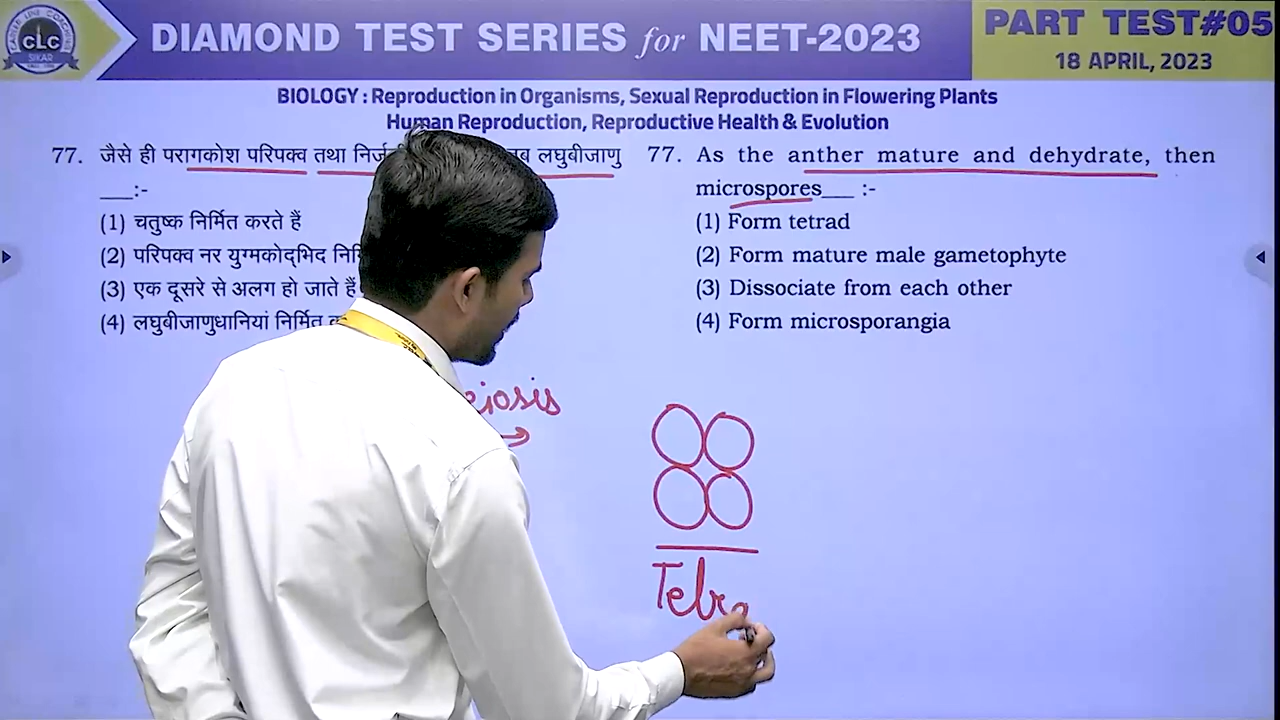 CLC
SIKAR
DIAMOND TEST SERIES for NEET-2023
PART TEST#05
18 APRIL, 2023
BIOLOGY : Reproduction in Organisms, Sexual Reproduction in Flowering Plants
Human Reproduction, Reproductive Health & Evolution
77. जैसे ही परागकोश परिपक्व तथा लघुबीजाणु
___:-
(1) चतुष्क निर्मित करते हैं
(2) परिपक्व नर युग्मकोद्भिद
(3) एक दूसरे से अलग हो जाते हैं
(4) लघुबीजाणुधानियां निर्मित
77. As the anther mature and dehydrate, then
microspores___ :-
(1) Form tetrad
(2) Form mature male gametophyte
(3) Dissociate from each other
(4) Form microsporangia
eiosis
Tetra